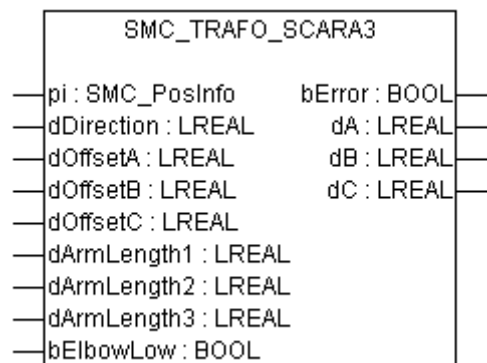 SMC_TRAFO_SCARA3
pi : SMC_PosInfo bError : BOOL
dDirection : LREAL dA : LREAL
dOffsetA : LREAL dB : LREAL
dOffsetB : LREAL dC : LREAL
dOffsetC : LREAL
dArmLength1 : LREAL
dArmLength2 : LREAL
dArmLength3 : LREAL
bElbowLow : BOOL